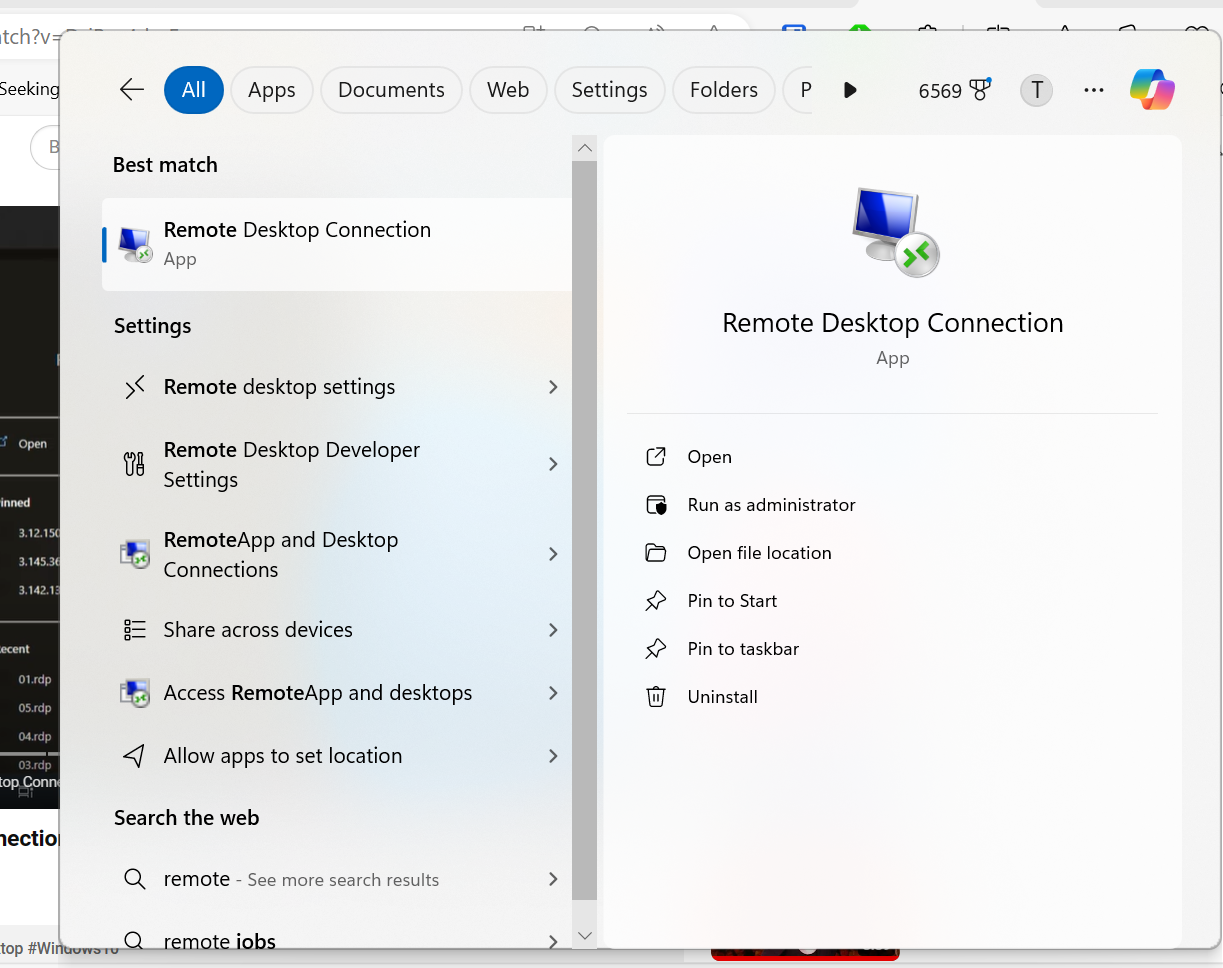 Seeking
All
Apps
Documents
Web
Settings
Folders
P
6569
T
Best match
Remote Desktop Connection
App
Settings
Remote desktop settings
Remote Desktop Developer
Settings
RemoteApp and Desktop
Connections
Share across devices
Access RemoteApp and desktops
Allow apps to set location
Search the web
remote - See more search results
remote jobs
Remote Desktop Connection
App
Open
Run as administrator
Open file location
Pin to Start
Pin to taskbar
Uninstall
B
Open
inned
3.12.150
3.145.36
3.142.13
ecent
01.rdp
05.rdp
04.rdp
03.rdp
top Conne
nection
top #Windows10